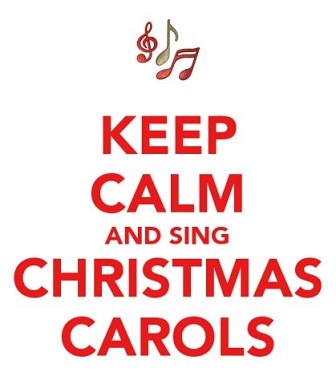 KEEP
CALM
AND SING
CHRISTMAS
CAROLS